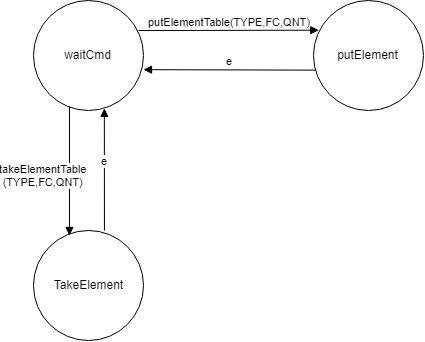 putElementTable(TYPE,FC,QNT)
waitCmd
putElement
e
takeElementTable
(TYPE,FC,QNT)
e
TakeElement